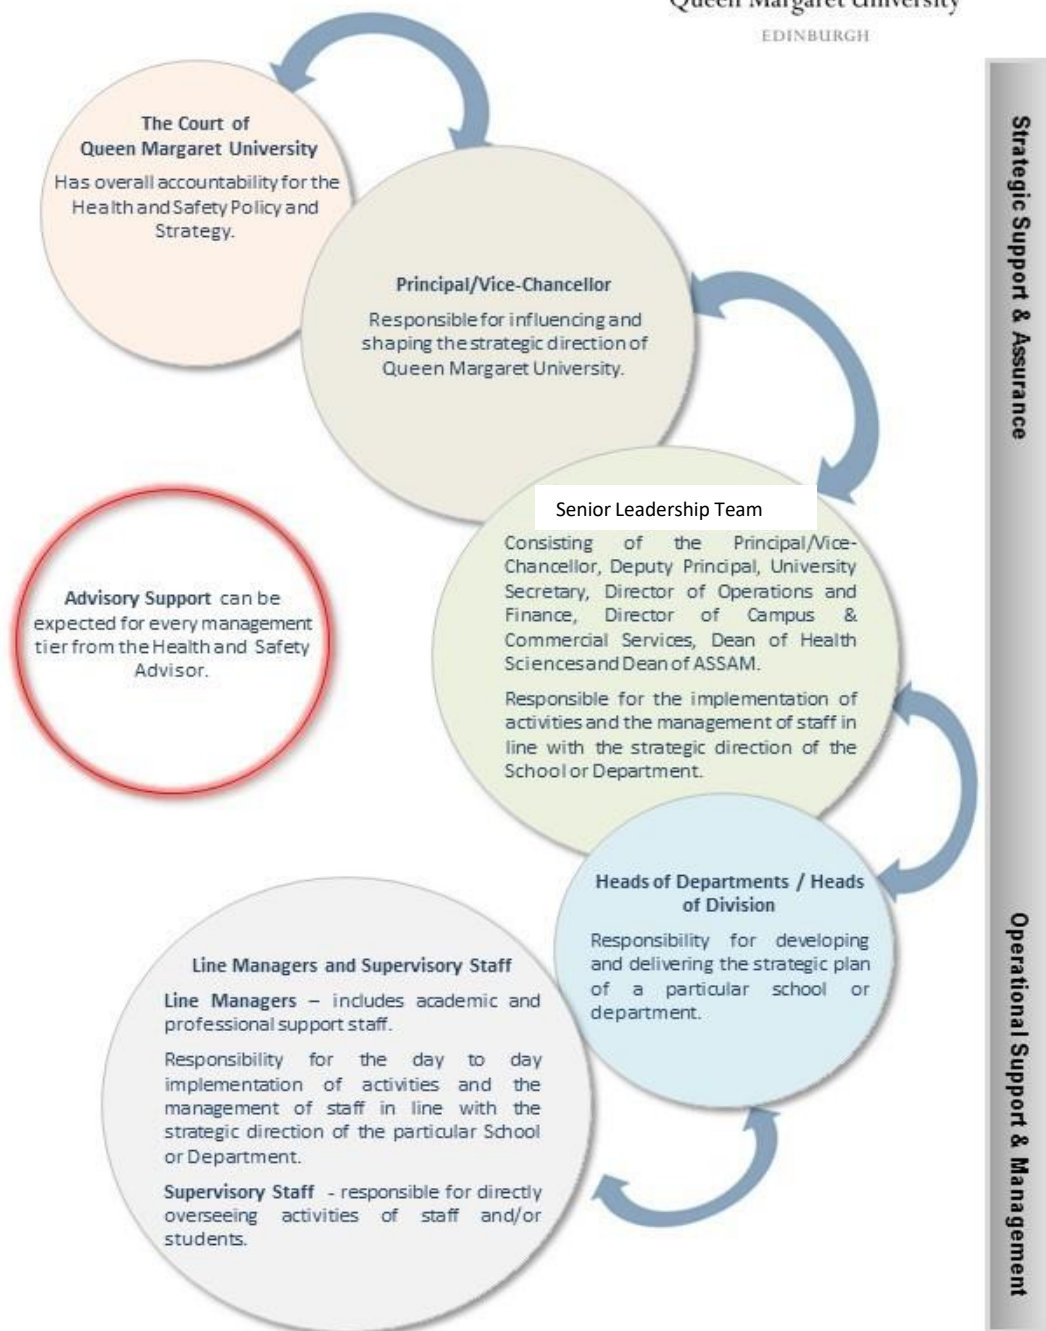 Queen Margaret University
EDINBURGH
The Court of
Queen Margaret University
Has overall accountability for the
Health and Safety Policy and
Strategy.
Principal/Vice-Chancellor
Responsible for influencing and
shaping the strategic direction of
Queen Margaret University.
Senior Leadership Team
Consisting of the Principal/Vice-
Chancellor, Deputy Principal, University
Secretary, Director of Operations and
Finance, Director of Campus &
Commercial Services, Dean of Health
Sciences and Dean of ASSAM.
Responsible for the implementation of
activities and the management of staff in
line with the strategic direction of the
School or Department.
Advisory Support can be
expected for every management
tier from the Health and Safety
Advisor.
Heads of Departments / Heads
of Division
Responsibility for developing
and delivering the strategic plan
of a particular school or
department.
Line Managers and Supervisory Staff
Line Managers – includes academic and
professional support staff.
Responsibility for the day to day
implementation of activities and the
management of staff in line with the
strategic direction of the particular School
or Department.
Supervisory Staff - responsible for directly
overseeing activities of staff and/or
students.
Strategic Support & Assurance
Operational Support & Management